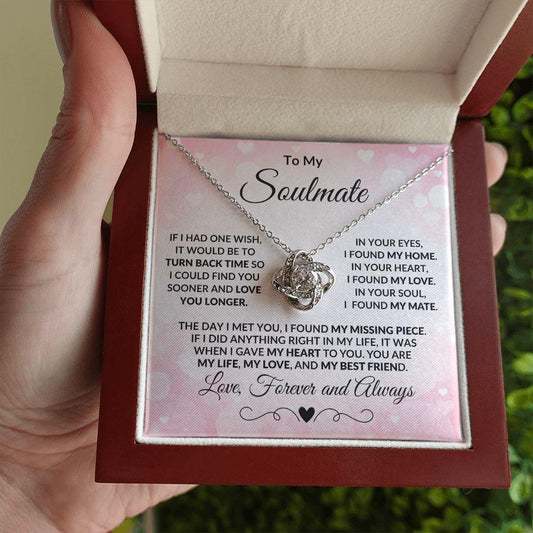 To My
Soulmate
IF I HAD ONE WISH,
IT WOULD BE TO
TURN BACK TIME SO
I COULD FIND YOU
SOONER AND LOVE
YOU LONGER.
IN YOUR EYES,
I FOUND MY HOME.
IN YOUR HEART,
I FOUND MY LOVE.
IN YOUR SOUL,
I FOUND MY MATE.
THE DAY I MET YOU, I FOUND MY MISSING PIECE.
IF I DID ANYTHING RIGHT IN MY LIFE, IT WAS
WHEN I GAVE MY HEART TO YOU. YOU ARE
MY LIFE, MY LOVE, AND MY BEST FRIEND.
Love, Forever and Always